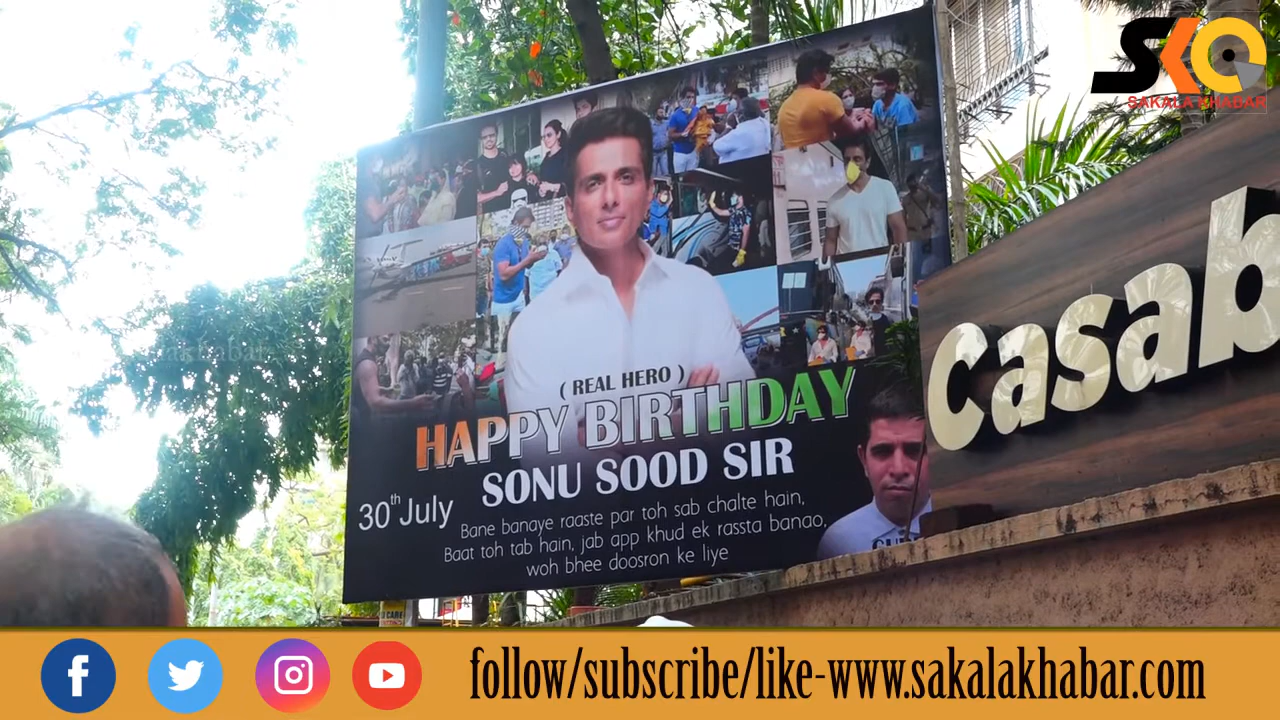 SKQ
SAKALA KHABAR
( REAL HERO )
HAPPY BIRTHDAY
SONU SOOD SIR
30th July
Bane banaye raaste par toh sab chalte hain,
Baat toh tab hain, jab app khud ek rassta banao,
woh bhee doosron ke liye
Casab
follow/subscribe/like-www.sakalakhabar.com